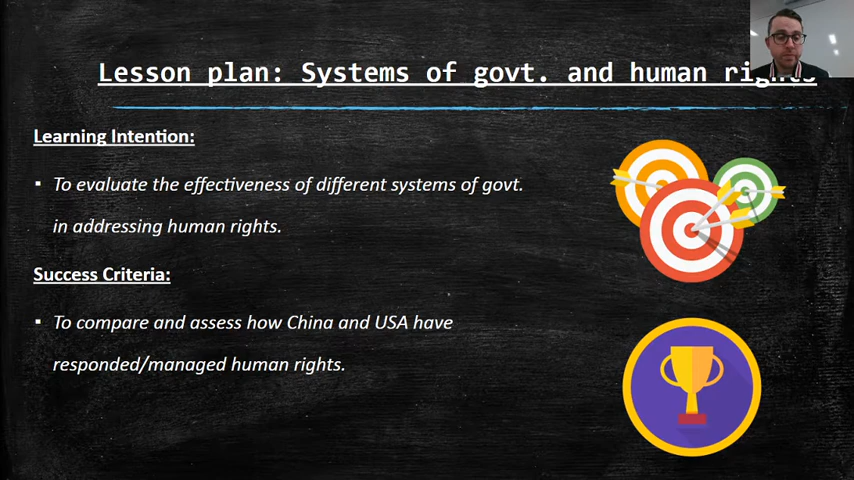 Lesson plan: Systems of govt. and human rights
Learning Intention:
▪ To evaluate the effectiveness of different systems of govt.
in addressing human rights.
Success Criteria:
▪ To compare and assess how China and USA have
responded/managed human rights.